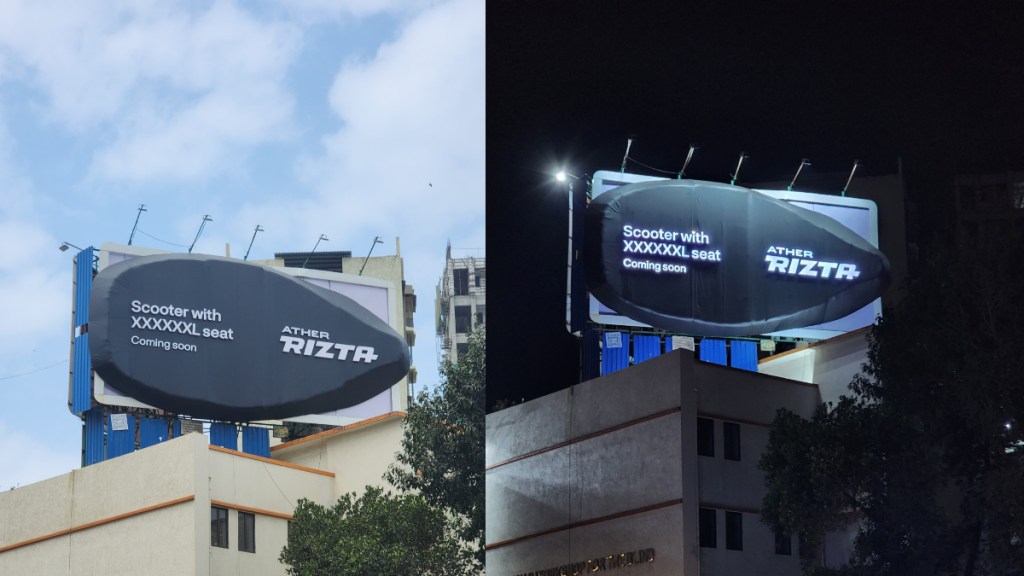 Scooter with
XXXXXXL seat
Coming soon
ATHER
RIZTA
Scooter with
XXXXXXL seat
Coming soon
ATHER
RIZTA